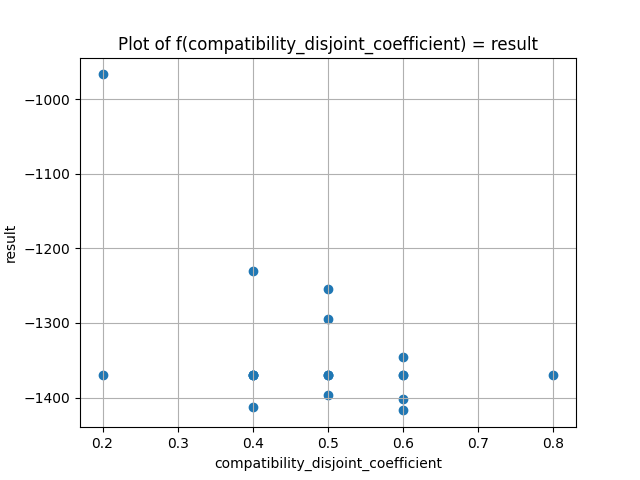 Plot of f(compatibility_disjoint_coefficient) = result
−1000
−1100
−1200
−1300
−1400
result
0.2 0.3 0.4 0.5 0.6 0.7 0.8
compatibility_disjoint_coefficient